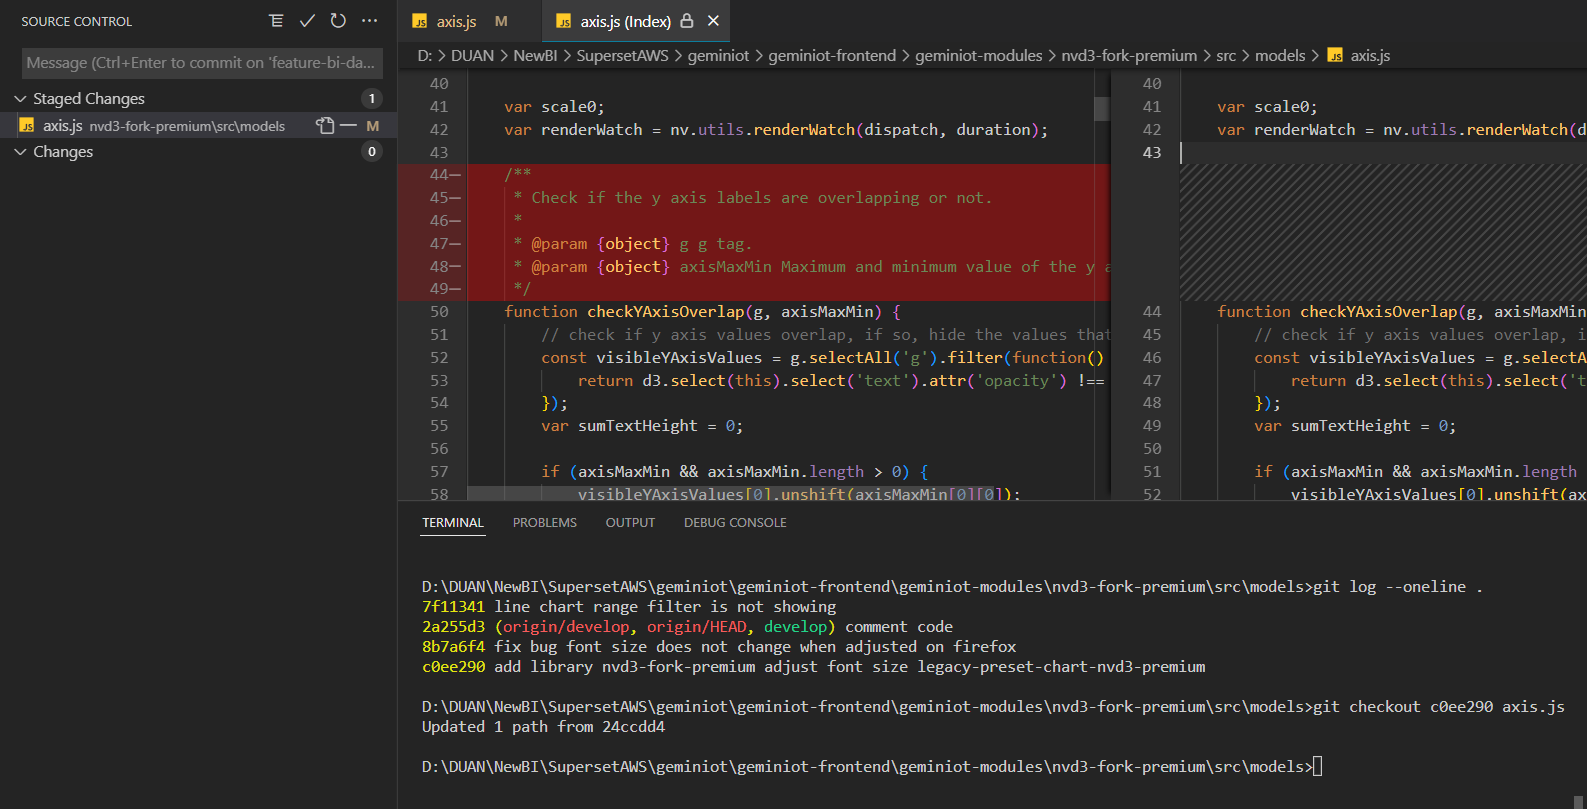 SOURCE CONTROL
Message (Ctrl+Enter to commit on 'feature-bi-da...
Staged Changes 1
JS axis.js nvd3-fork-premium\src\models M
Changes 0
JS axis.js M
JS axis.js (Index)
D: > DUAN > NewBI > SupersetAWS > geminiot > geminiot-frontend > geminiot-modules > nvd3-fork-premium > src > models > JS axis.js
40
41 var scale0;
42 var renderWatch = nv.utils.renderWatch(dispatch, duration);
43
44— /**
45— * Check if the y axis labels are overlapping or not.
46— *
47— * @param {object} g g tag.
48— * @param {object} axisMaxMin Maximum and minimum value of the y a
49— */
50 function checkYAxisOverlap(g, axisMaxMin) {
51 // check if y axis values overlap, if so, hide the values that
52 const visibleYAxisValues = g.selectAll('g').filter(function()
53 return d3.select(this).select('text').attr('opacity') !==
54 });
55 var sumTextHeight = 0;
56
57 if (axisMaxMin && axisMaxMin.length > 0) {
58 visibleYAxisValues[0].unshift(axisMaxMin[0][0]);
40
41 var scale0;
42 var renderWatch = nv.utils.renderWatch(d
43
44 function checkYAxisOverlap(g, axisMaxMin
45 // check if y axis values overlap, i
46 const visibleYAxisValues = g.selectA
47 return d3.select(this).select('t
48 });
49 var sumTextHeight = 0;
50
51 if (axisMaxMin && axisMaxMin.length
52 visibleYAxisValues[0].unshift(ax
TERMINAL PROBLEMS OUTPUT DEBUG CONSOLE
D:\DUAN\NewBI\SupersetAWS\geminiot\geminiot-frontend\geminiot-modules\nvd3-fork-premium\src\models>git log --oneline .
7f11341 line chart range filter is not showing
2a255d3 (origin/develop, origin/HEAD, develop) comment code
8b7a6f4 fix bug font size does not change when adjusted on firefox
c0ee290 add library nvd3-fork-premium adjust font size legacy-preset-chart-nvd3-premium
D:\DUAN\NewBI\SupersetAWS\geminiot\geminiot-frontend\geminiot-modules\nvd3-fork-premium\src\models>git checkout c0ee290 axis.js
Updated 1 path from 24ccdd4
D:\DUAN\NewBI\SupersetAWS\geminiot\geminiot-frontend\geminiot-modules\nvd3-fork-premium\src\models>